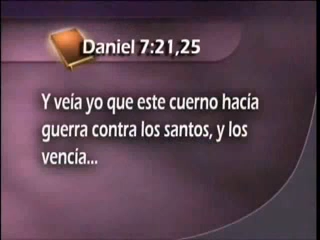 Daniel 7:21,25
Y veía yo que este cuerno hacía
guerra contra los santos, y los
vencía...